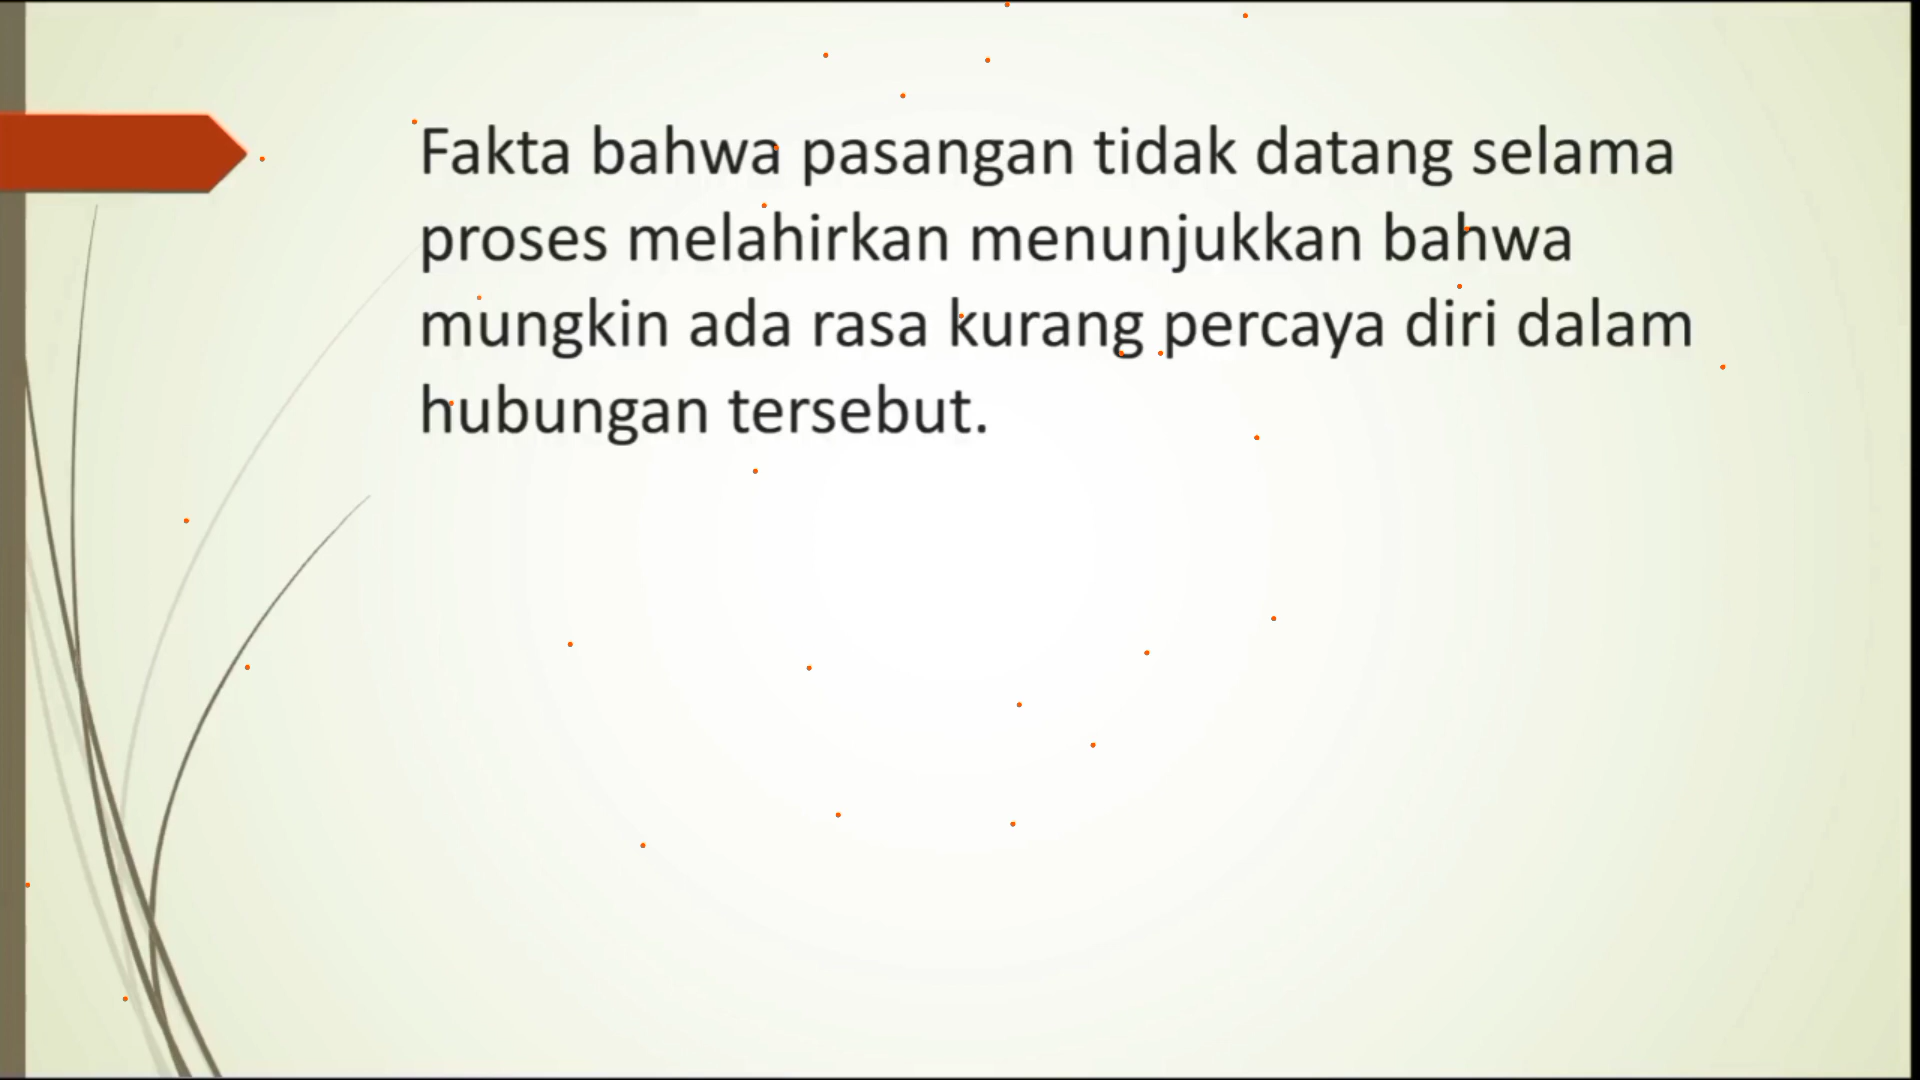 Fakta bahwa pasangan tidak datang selama
proses melahirkan menunjukkan bahwa
mungkin ada rasa kurang percaya diri dalam
hubungan tersebut.